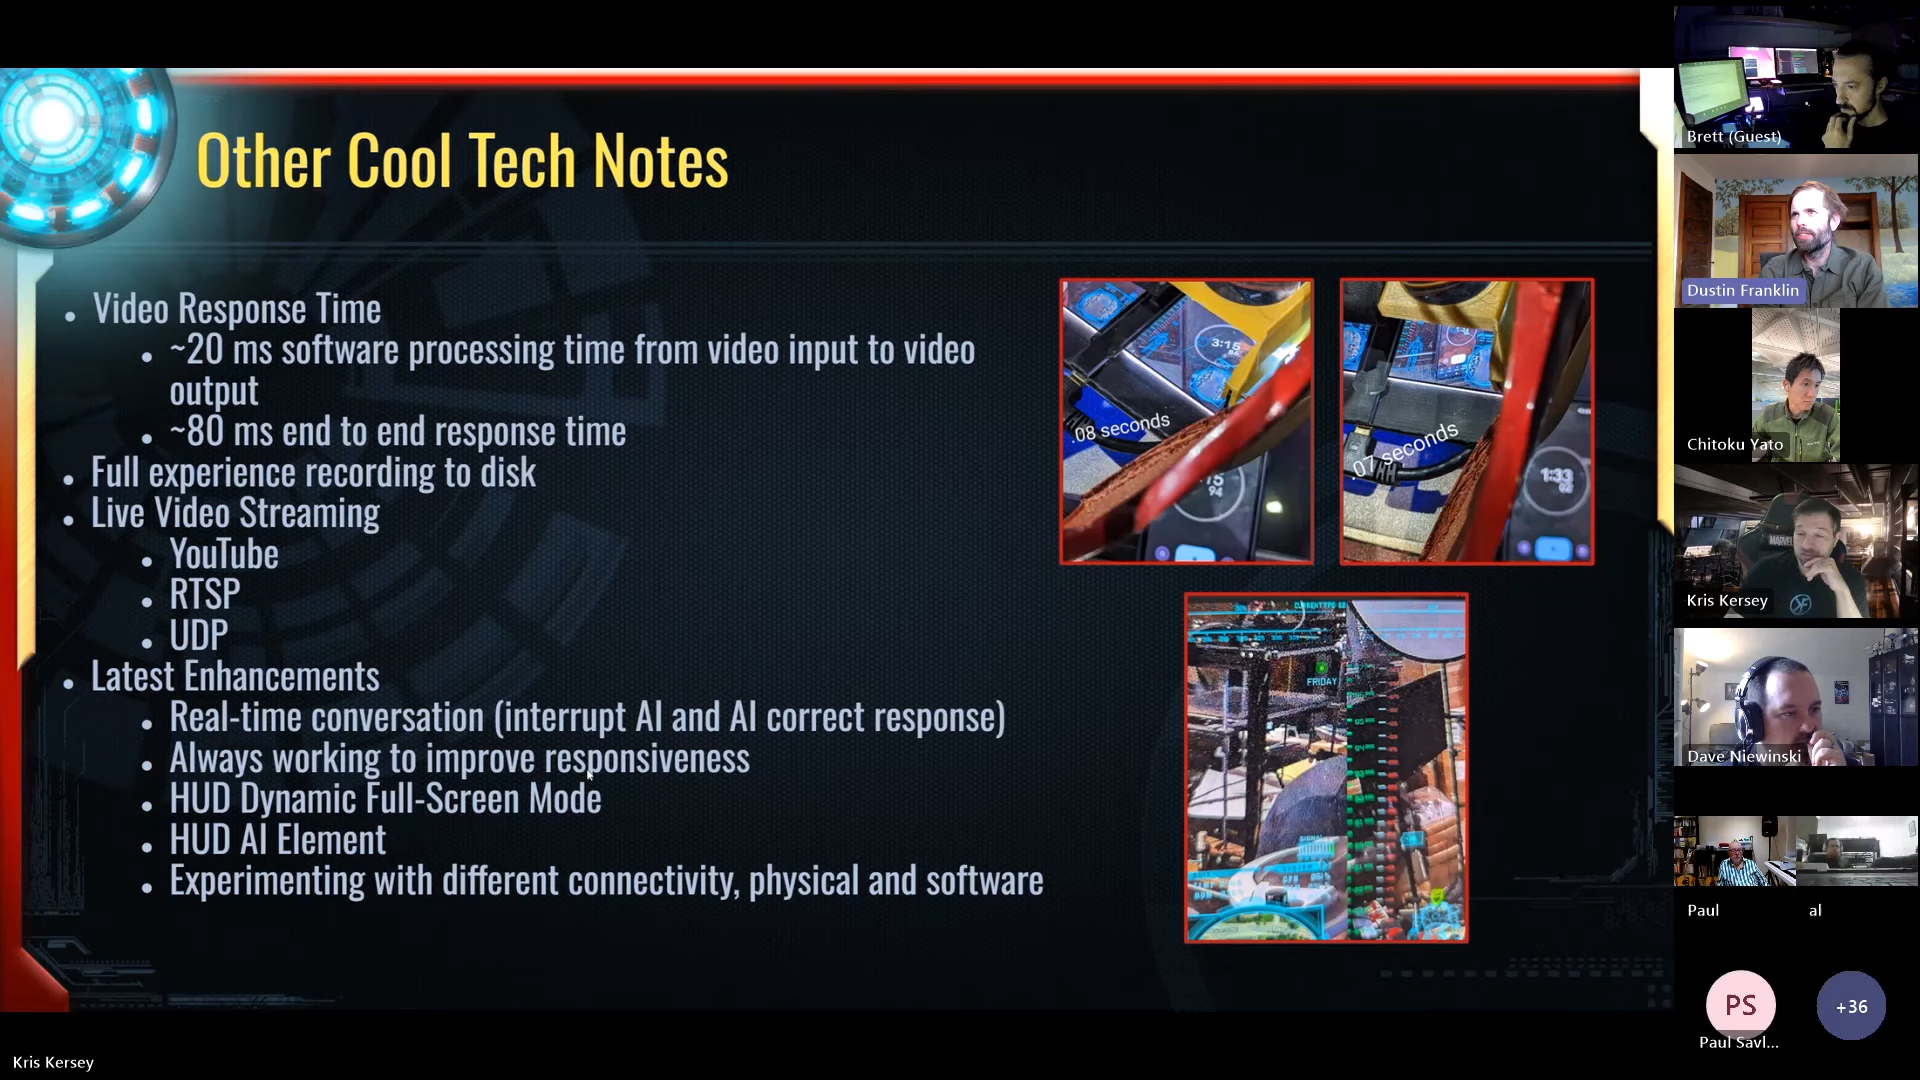 Other Cool Tech Notes
Video Response Time
~20 ms software processing time from video input to video
output
~80 ms end to end response time
Full experience recording to disk
Live Video Streaming
YouTube
RTSP
UDP
Latest Enhancements
Real-time conversation (interrupt AI and AI correct response)
Always working to improve responsiveness
HUD Dynamic Full-Screen Mode
HUD AI Element
Experimenting with different connectivity, physical and software
3:15
.08 seconds
94
07 seconds
1:33
FRIDAY
Brett (Guest)
Dustin Franklin
Chitoku Yato
MARVEL
Kris Kersey
Dave Niewinski
Paul
al
PS
+36
Paul Savl...
Kris Kersey